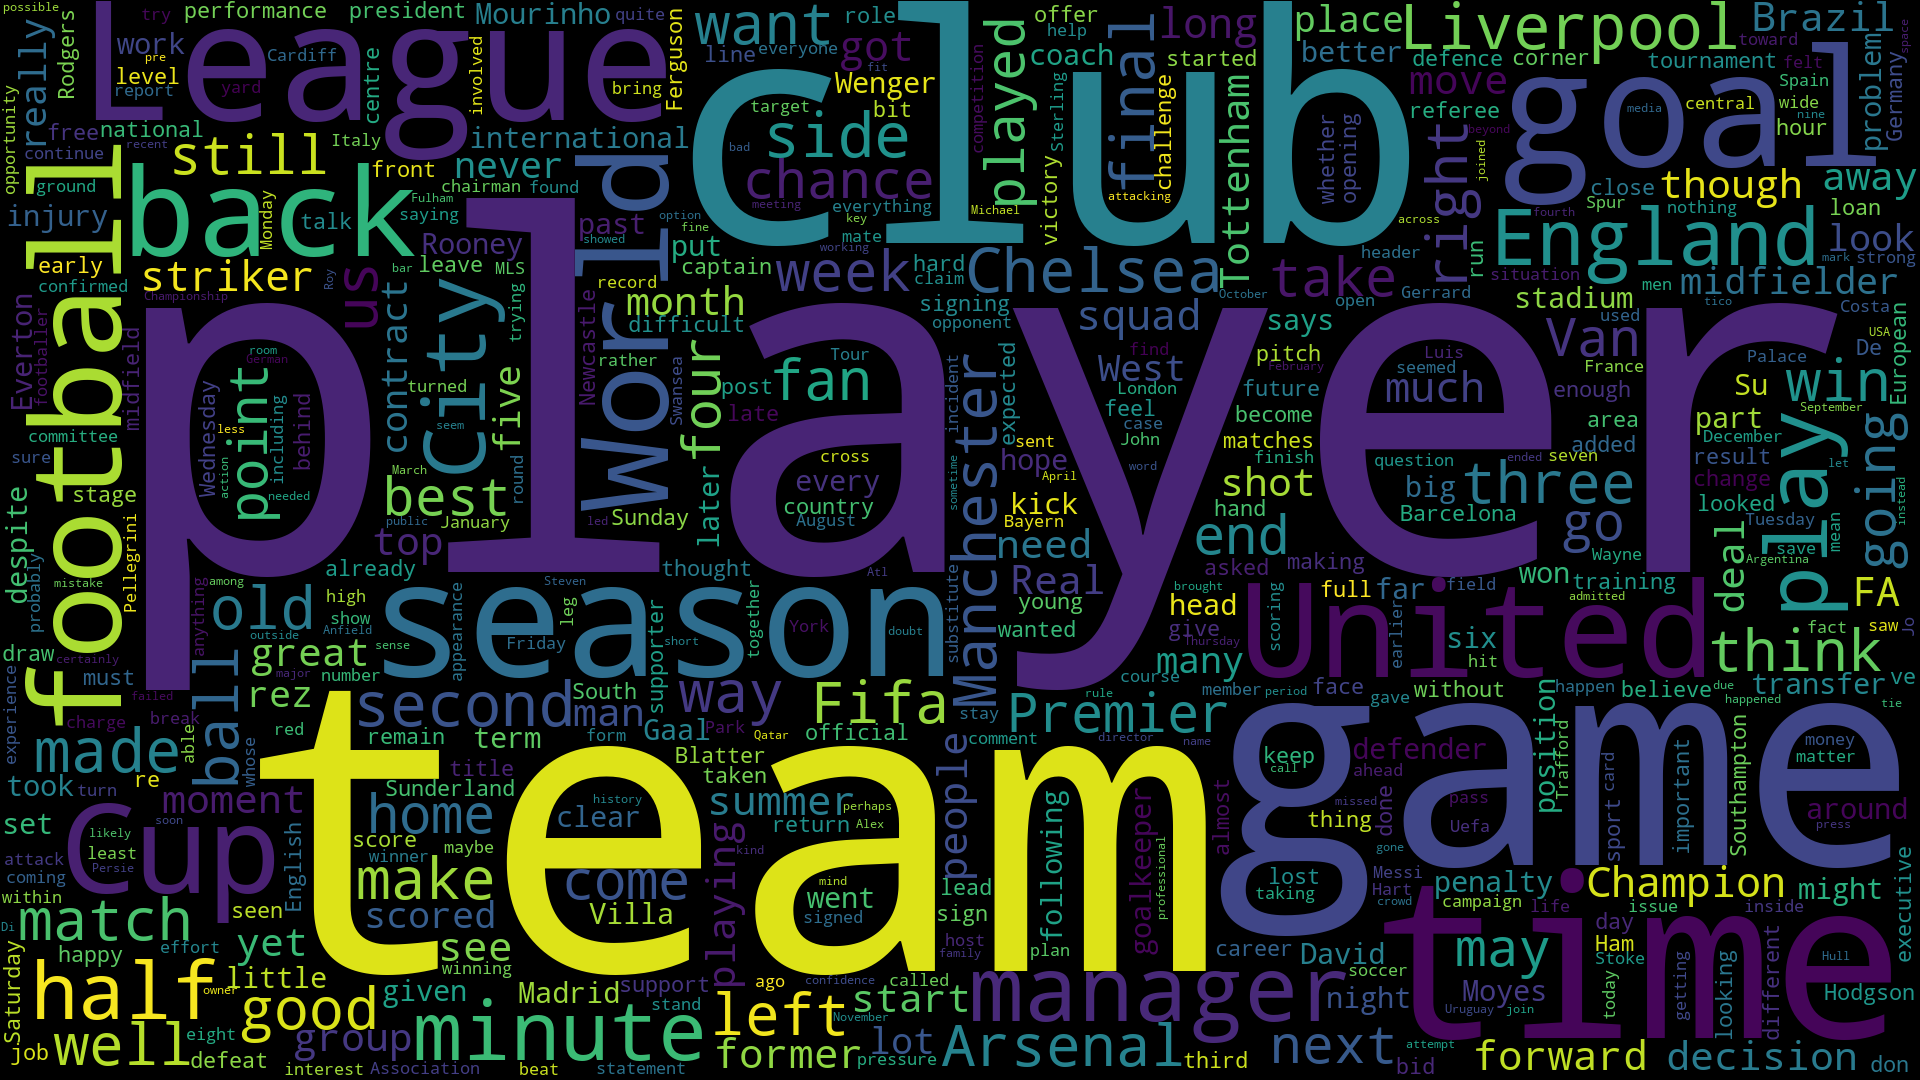 player
team
club
game
time
season
football
League
goal
United
World
back
Cup
England
Liverpool
Chelsea
Manchester
Arsenal
manager
City
minute
half
play
win
Premier
second
Fifa
good
well
match
made
make
come
home
left
start
former
next
forward
decision
may
Champion
think
going
right
final
played
side
chance
week
want
take
three
four
best
point
old
great
still
striker
us
ball
fan
squad
Tottenham
midfielder
Van
much
West
Real
end
shot
go
way
man
people
summer
playing
scored
see
group
lot
night
David
Moyes
penalty
defender
position
transfer
deal
FA
though
away
look
Brazil
place
better
move
long
got
Wenger
coach
Mourinho
international
never
really
injury
Everton
contract
five
month
top
later
need
head
many
Madrid
Villa
goalkeeper
following
moment
yet
little
given
set
took
despite
Rooney
past
put
stadium
problem
referee
tournament
national
performance
president
level
work
free
front
centre
Ferguson
Rodgers
opportunity
possible
try
pre
report
yard
Cardiff
Italy
continue
ground
early
confirmed
Championship
Monday
talk
chairman
saying
found
Fulham
quite
involved
bring
line
everyone
role
offer
help
bit
target
fit
bad
meeting
everything
mate
key
option
fine
showed
working
captain
record
difficult
leave
MLS
bar
Roy
trying
turned
Newcastle
Swansea
rather
post
late
Tour
hard
claim
signing
opponent
victory
challenge
Sterling
competition
started
Michael
attacking
October
open
header
Gerrard
run
says
pitch
future
become
matches
finish
London
feel
case
John
find
February
expected
incident
hope
sent
kick
Bayern
April
word
sometime
cross
every
country
August
Sunday
January
public
March
round
seem
led
room
German
including
behind
Wednesday
action
less
needed
midfield
footballer
committee
sure
stage
Pellegrini
mistake
probably
already
high
show
among
anything
outside
Anfield
sense
number
major
rez
must
draw
certainly
failed
experience
charge
break
able
red
re
turn
whose
remain
term
title
Sunderland
South
Gaal
supporter
Park
form
official
Blatter
taken
Qatar
Friday
Steven
leg
appearance
thought
together
York
short
doubt
Atl
substitute
young
wanted
asked
brought
making
hand
give
Thursday
scoring
full
far
field
earlier
six
hit
won
training
admitted
Wayne
Barcelona
question
ended
big
seven
added
area
enough
France
Luis
seemed
Costa
used
men
tico
situation
Spur
nothing
close
defence
corner
whether
opening
hour
wide
central
media
Spain
toward
felt
space
Germany
nine
beyond
joined
recent
fourth
across
mark
strong
loan
European
De
Palace
Su
part
September
December
result
change
looked
Tuesday
mean
let
instead
save
Argentina
fact
saw
Jo
ve
due
happened
tie
believe
happen
without
face
gave
member
period
rule
course
stay
comment
director
name
keep
call
ahead
done
thing
missed
almost
pass
Uefa
gone
Trafford
card
sport
important
Southampton
money
matter
around
press
might
executive
inside
life
issue
day
Ham
Stoke
today
getting
looking
different
Hull
Hodgson
don
join
Uruguay
attempt
bid
soccer
campaign
Messi
Hart
crowd
lost
taking
career
third
pressure
called
plan
host
family
sign
lead
professional
confidence
November
ago
stand
support
statement
beat
Association
interest
defeat
eight
job
Saturday
owner
effort
happy
seen
English
winning
winner
score
maybe
clear
history
return
perhaps
Alex
kind
mind
went
signed
Di
within
coming
attack
least
likely
Persie
soon